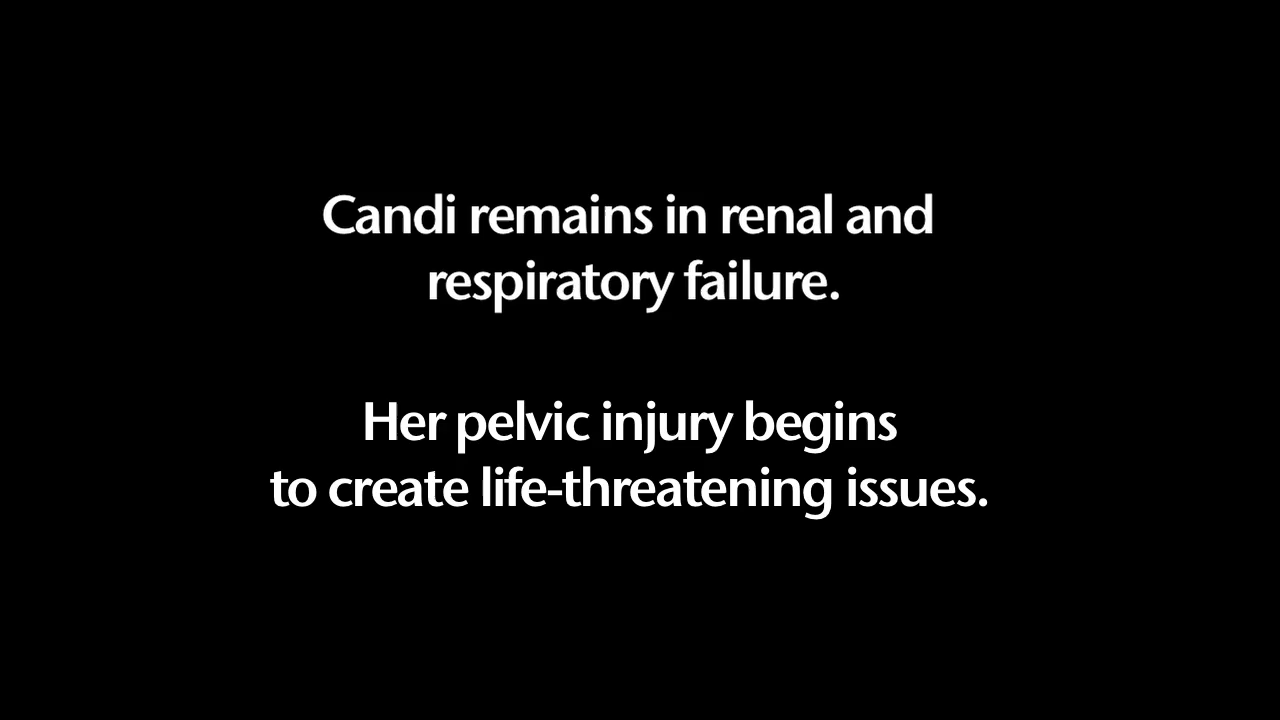 Candi remains in renal and
respiratory failure.
Her pelvic injury begins
to create life-threatening issues.